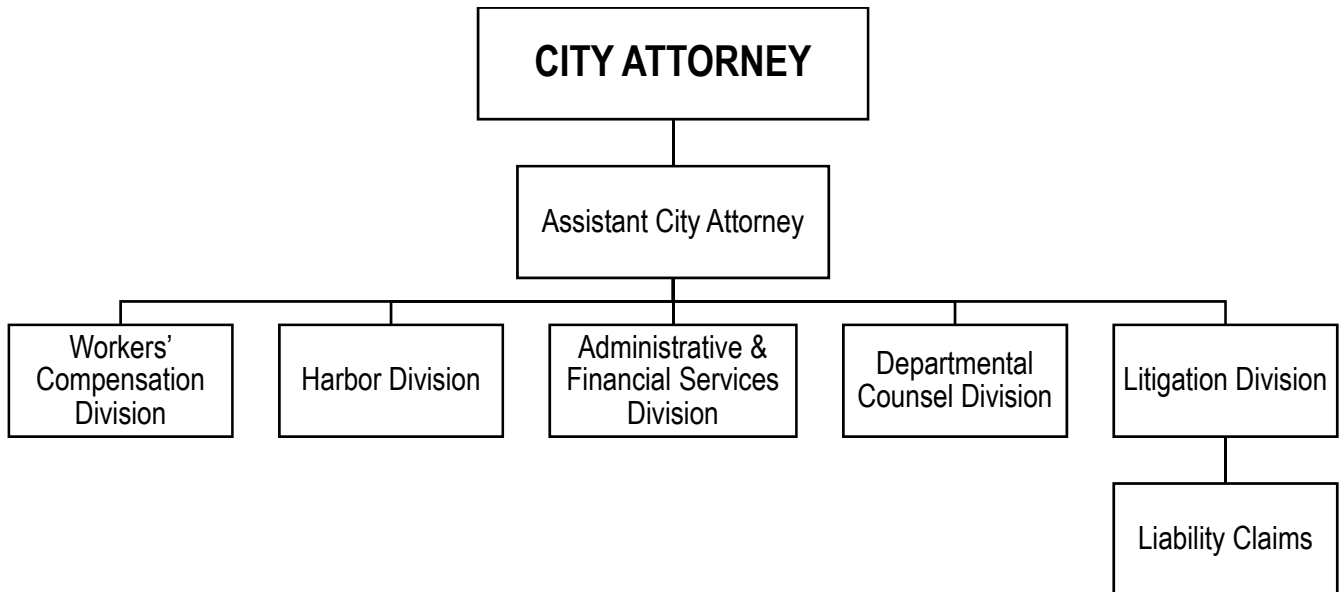 CITY ATTORNEY
Assistant City Attorney
Workers’
Compensation
Division
Harbor Division
Administrative &
Financial Services
Division
Departmental
Counsel Division
Litigation Division
Liability Claims